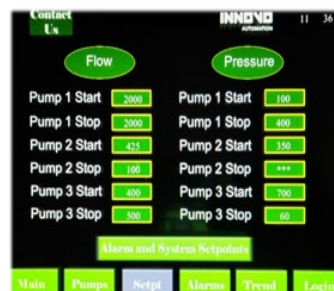 Contact Us
INNOVO AUTOMATION
11 36
Flow
Pressure
Pump 1 Start 2000
Pump 1 Start 100
Pump 1 Stop 2000
Pump 1 Stop 400
Pump 2 Start 425
Pump 2 Start 350
Pump 2 Stop 100
Pump 2 Stop ***
Pump 3 Start 400
Pump 3 Start 700
Pump 3 Stop 500
Pump 3 Stop 60
Alarm and System Setpoints
Main Pumps Setpt Alarms Trend Login